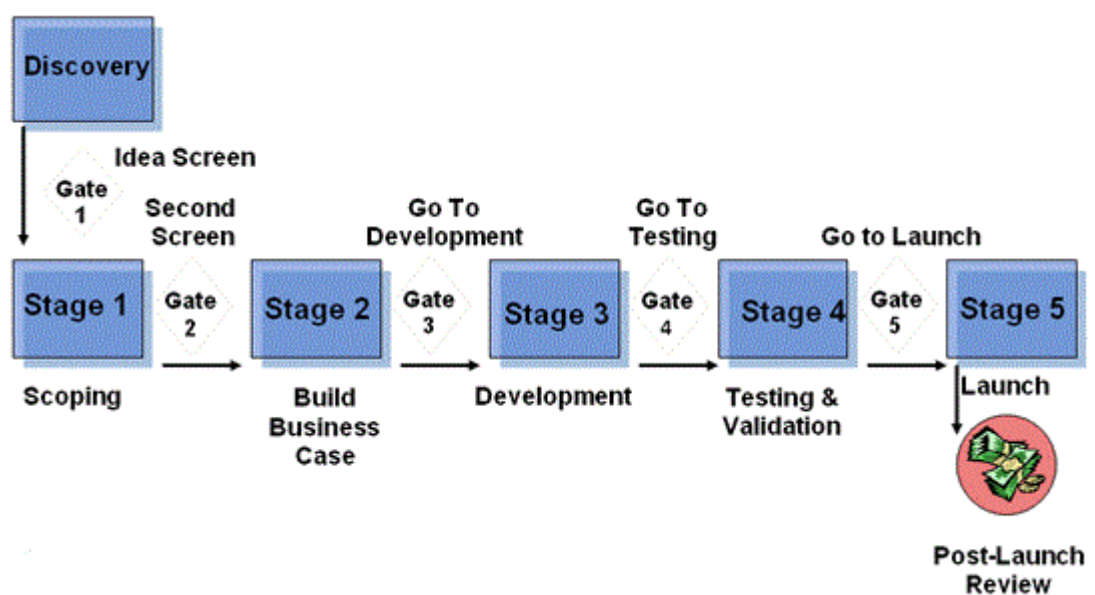 Discovery
Idea Screen
Gate
1
Second
Screen
Go To
Development
Go To
Testing
Go to Launch
Stage 1
Gate
2
Stage 2
Gate
3
Stage 3
Gate
4
Stage 4
Gate
5
Stage 5
Scoping
Build
Business
Case
Development
Testing &
Validation
Launch
Post-Launch
Review